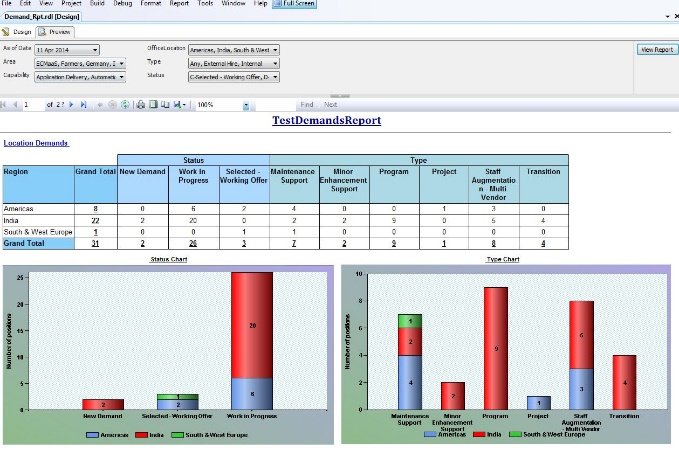 File Edit View Project Build Debug Format Report Tools Window Help Full Screen
Demand_Rpt.rdl [Design]
Design Preview
As of Date 11 Apr 2014 OfficeLocation Americas, India, South & West View Report
Area ECMaaS, Farmers, Germany, I Type Any, External Hire, Internal
Capability Application Delivery, Automatic Status C-Selected - Working Offer, D-
1 of 2 ? 100% Find Next
TestDemandsReport
Location Demands
Status Type
Region Grand Total New Demand Work In Progress Selected - Working Offer Maintenance Support Minor Enhancement Support Program Project Staff Augmentatio n - Multi Vendor Transition
Americas 8 0 6 2 4 0 0 1 3 0
India 22 2 20 0 2 2 9 0 5 4
South & West Europe 1 0 0 1 1 0 0 0 0 0
Grand Total 31 2 26 3 7 2 9 1 8 4
Status Chart
Number of positions
25
20
15
10
5
0
2
1
2
20
6
New Demand Selected - Working Offer Work in Progress
Americas India South & West Europe
Type Chart
Number of positions
10
8
6
4
2
0
1
2
4
2
9
1
3
4
Maintenance Support Minor Enhancement Support Program Project Staff Augmentation - Multi Vendor Transition
Americas India South & West Europe